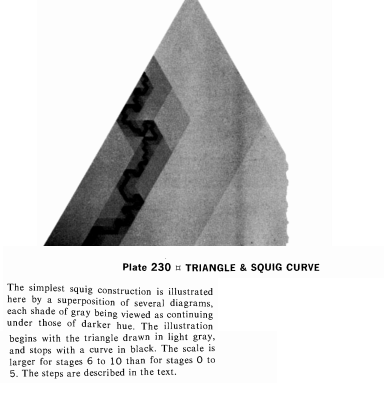 Plate 230 ¤ TRIANGLE & SQUIG CURVE
The simplest squig construction is illustrated
here by a superposition of several diagrams,
each shade of gray being viewed as continuing
under those of darker hue. The illustration
begins with the triangle drawn in light gray,
and stops with a curve in black. The scale is
larger for stages 6 to 10 than for stages 0 to
5. The steps are described in the text.